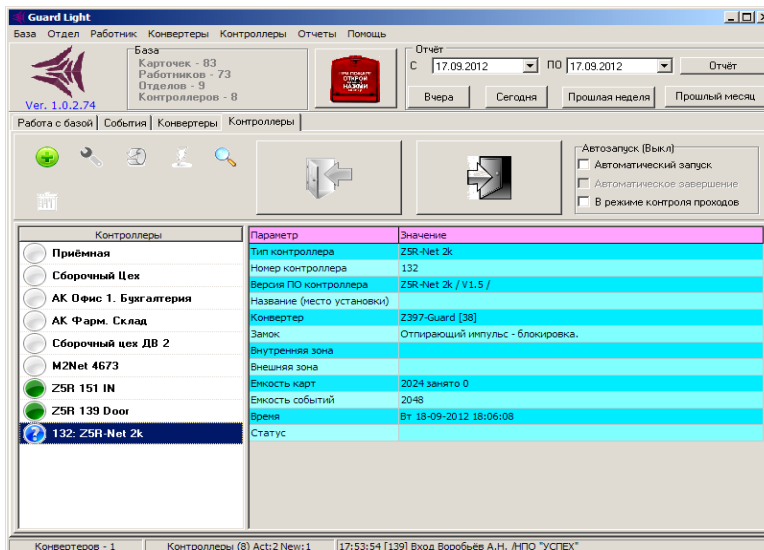 Guard Light
База Отдел Работник Конвертеры Контроллеры Отчеты Помощь
Ver. 1.0.2.74
База
Карточек - 83
Работников - 73
Отделов - 9
Контроллеров - 8
ОТКРОЙ
НАЖМИ
Отчёт
С 17.09.2012 ПО 17.09.2012 Отчёт
Вчера Сегодня Прошлая неделя Прошлый месяц
Работа с базой События Конвертеры Контроллеры
Автозапуск (Выкл)
Автоматический запуск
Автоматическое завершение
В режиме контроля проходов
Контроллеры
Приёмная
Сборочный Цех
АК Офис 1. Бухгалтерия
АК Фарм. Склад
Сборочный цех ДВ 2
M2Net 4673
Z5R 151 IN
Z5R 139 Door
132: Z5R-Net 2k
Параметр Значение
Тип контроллера Z5R-Net 2k
Номер контроллера 132
Версия ПО контроллера Z5R-Net 2k / V1.5 /
Название (место установки)
Конвертер Z397-Guard [38]
Замок Отпирающий импульс - блокировка.
Внутренняя зона
Внешняя зона
Емкость карт 2024 занято 0
Емкость событий 2048
Время Вт 18-09-2012 18:06:08
Статус
Конвертеров - 1 Контроллеры (8) Act:2 New:1 17:53:54 [139] Вход Воробьёв А.Н. /НПО "УСПЕХ"